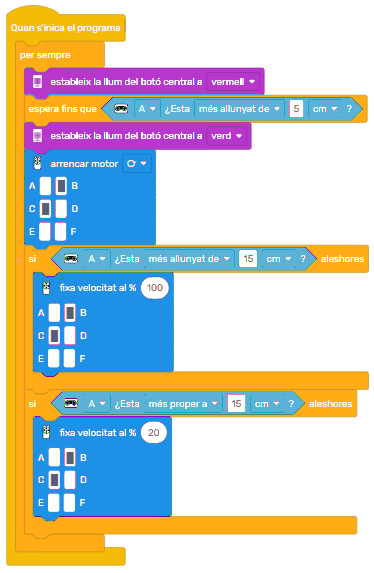 Quan s'inica el programa
per sempre
estableix la llum del botó central a vermell
espera fins que A ¿Esta més allunyat de 5 cm ?
estableix la llum del botó central a verd
arrencar motor
A B
C D
E F
si A ¿Esta més allunyat de 15 cm ? aleshores
fixa velocitat al % 100
A B
C D
E F
si A ¿Esta més proper a 15 cm ? aleshores
fixa velocitat al % 20
A B
C D
E F